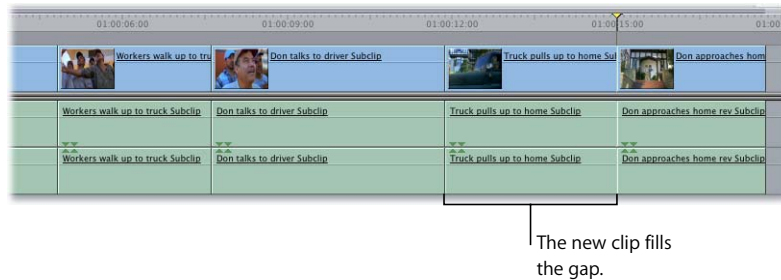 01:00:06:00 01:00:09:00 01:00:12:00 01:00:15:00 01:00
Workers walk up to tru Don talks to driver Subclip Truck pulls up to home Sul Don approaches hom
Workers walk up to truck Subclip Don talks to driver Subclip Truck pulls up to home Subclip Don approaches home rev Subclip
Workers walk up to truck Subclip Don talks to driver Subclip Truck pulls up to home Subclip Don approaches home rev Subclip
The new clip fills
the gap.